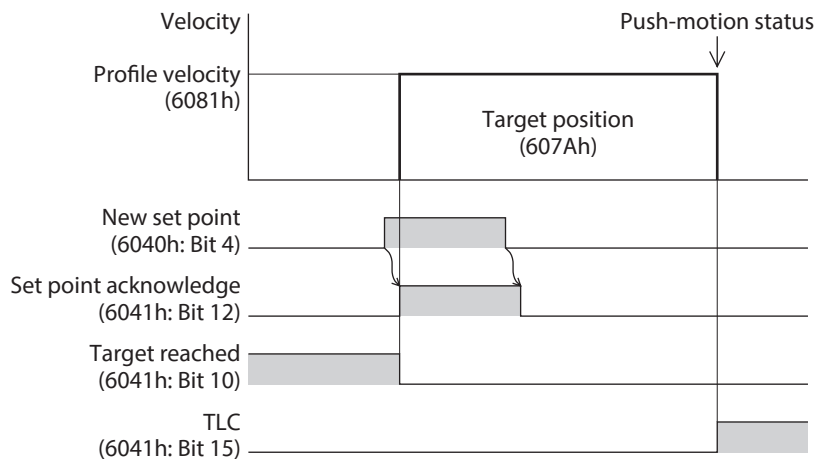 Velocity
Push-motion status
Profile velocity
(6081h)
Target position
(607Ah)
New set point
(6040h: Bit 4)
Set point acknowledge
(6041h: Bit 12)
Target reached
(6041h: Bit 10)
TLC
(6041h: Bit 15)